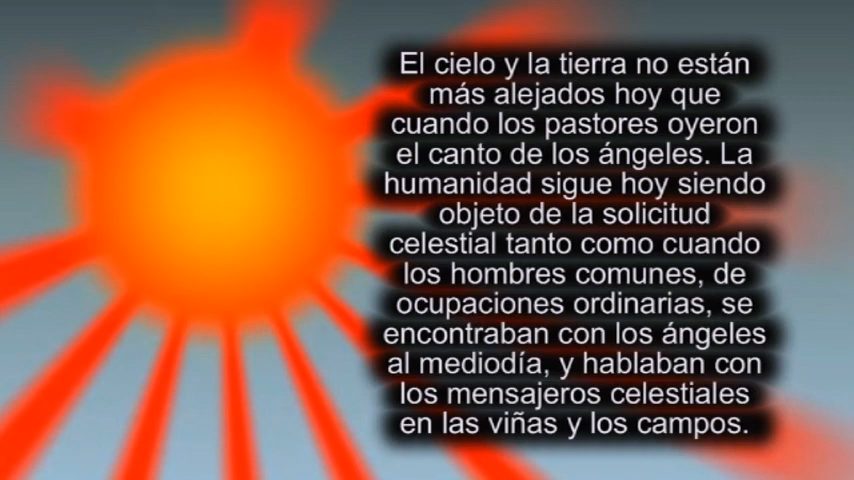 El cielo y la tierra no están
más alejados hoy que
cuando los pastores oyeron
el canto de los ángeles. La
humanidad sigue hoy siendo
objeto de la solicitud
celestial tanto como cuando
los hombres comunes, de
ocupaciones ordinarias, se
encontraban con los ángeles
al mediodía, y hablaban con
los mensajeros celestiales
en las viñas y los campos.